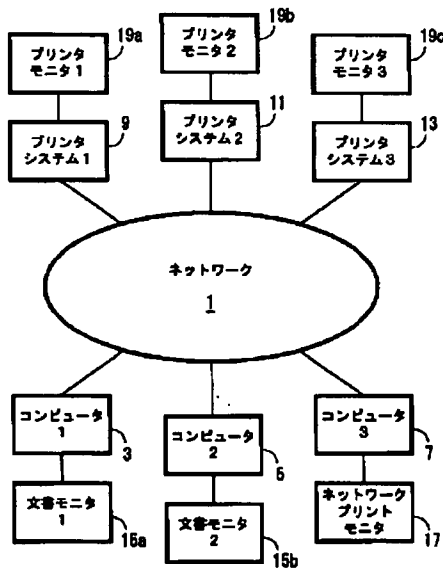 19a
プリンタ
モニタ1
19b
プリンタ
モニタ2
19c
プリンタ
モニタ3
9
プリンタ
システム1
11
プリンタ
システム2
13
プリンタ
システム3
ネットワーク
1
コンピュータ
1
3
コンピュータ
2
5
コンピュータ
3
7
文書モニタ
1
15a
文書モニタ
2
15b
ネットワーク
プリント
モニタ
17